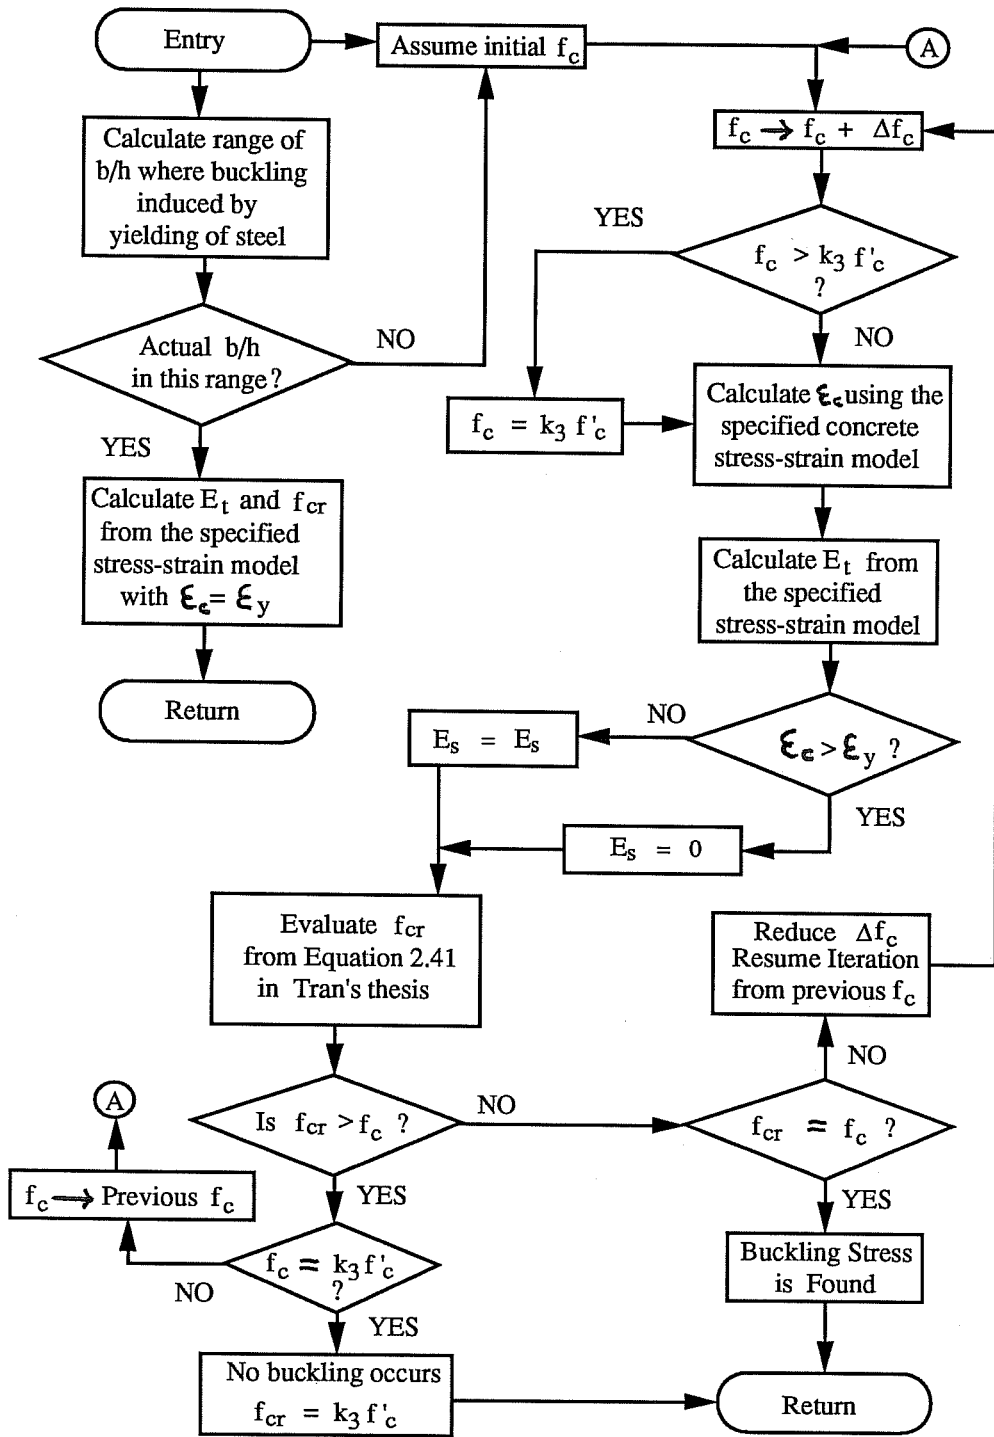 Entry
Assume initial f_c
A
Calculate range of
b/h where buckling
induced by
yielding of steel
f_c → f_c + Δf_c
YES
f_c > k_3 f'_c
?
NO
Actual b/h
in this range?
NO
YES
f_c = k_3 f'_c
Calculate ε_c using the
specified concrete
stress-strain model
Calculate E_t and f_cr
from the specified
stress-strain model
with ε_c = ε_y
Calculate E_t from
the specified
stress-strain model
Return
NO
E_s = E_s
ε_c > ε_y ?
YES
E_s = 0
Evaluate f_cr
from Equation 2.41
in Tran's thesis
Reduce Δf_c
Resume Iteration
from previous f_c
NO
A
Is f_cr > f_c ?
NO
f_cr = f_c ?
YES
YES
f_c → Previous f_c
f_c = k_3 f'_c
?
NO
YES
Buckling Stress
is Found
No buckling occurs
f_cr = k_3 f'_c
Return